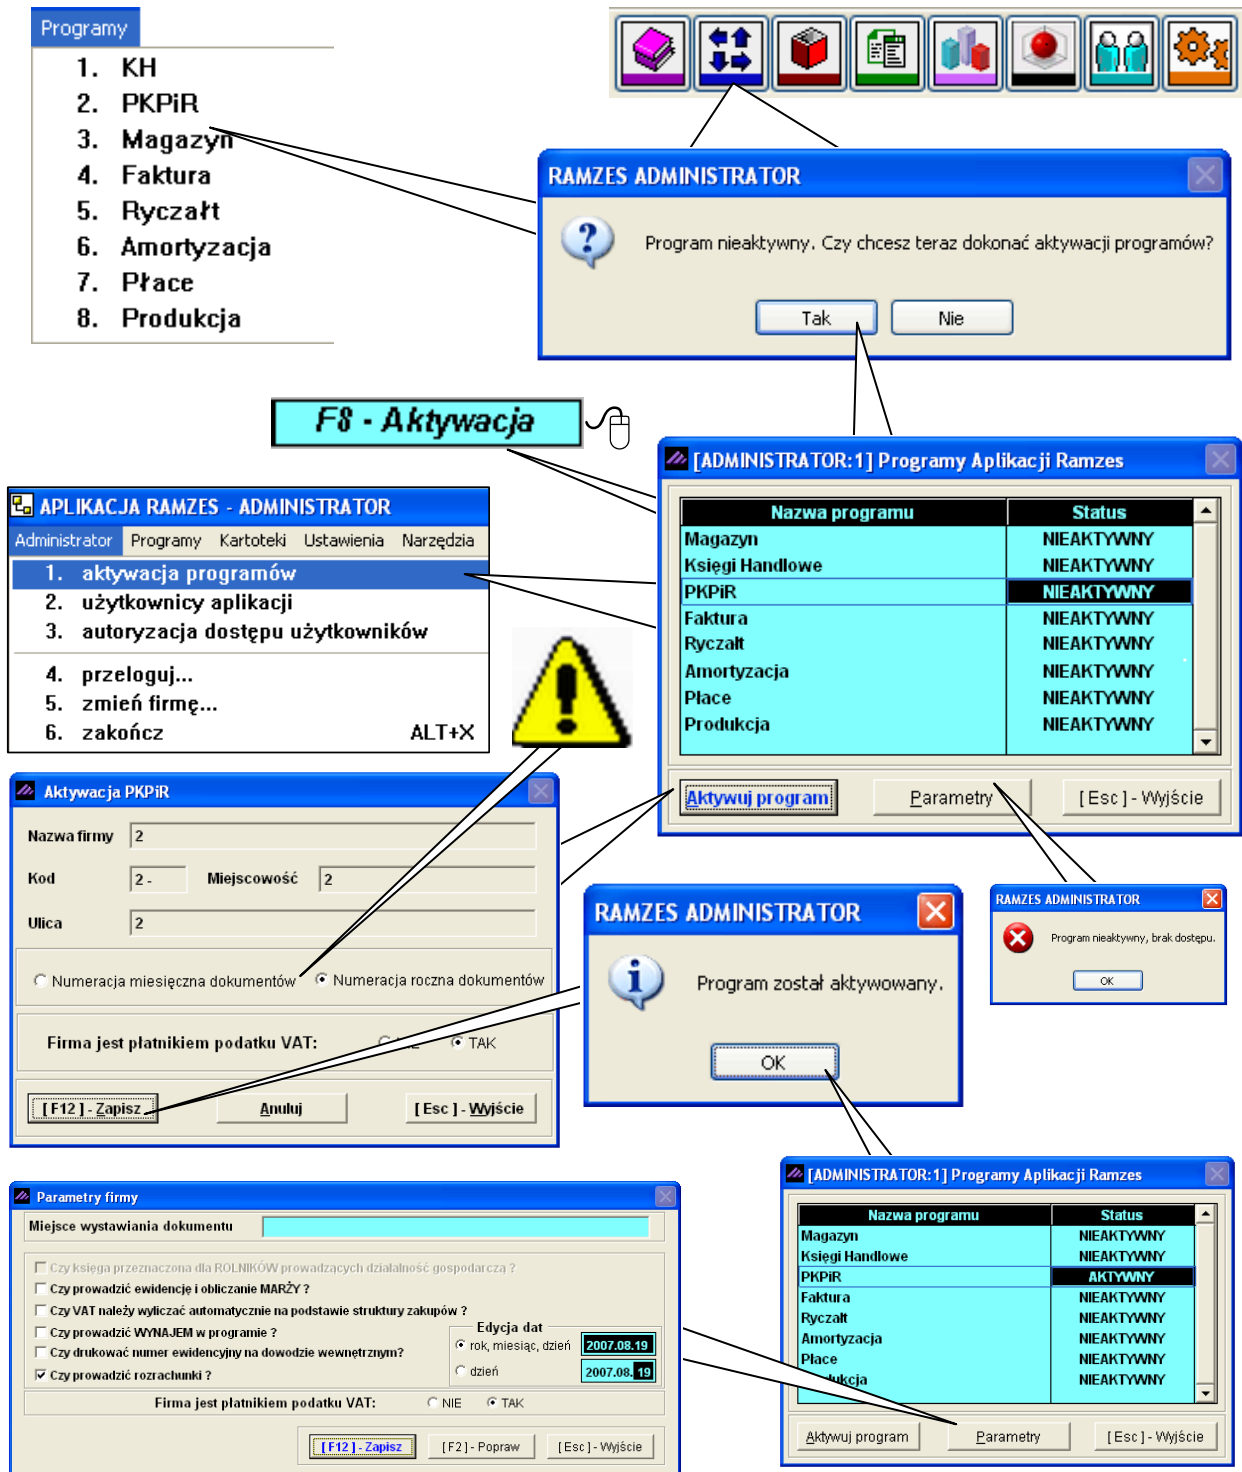 Programy
1. KH
2. PKPiR
3. Magazyn
4. Faktura
5. Ryczałt
6. Amortyzacja
7. Płace
8. Produkcja
RAMZES ADMINISTRATOR
Program nieaktywny. Czy chcesz teraz dokonać aktywacji programów?
Tak Nie
F8 - Aktywacja
APLIKACJA RAMZES - ADMINISTRATOR
Administrator Programy Kartoteki Ustawienia Narzędzia
1. aktywacja programów
2. użytkownicy aplikacji
3. autoryzacja dostępu użytkowników
4. przeloguj...
5. zmień firmę...
6. zakończ ALT+X
[ADMINISTRATOR:1] Programy Aplikacji Ramzes
Nazwa programu Status
Magazyn NIEAKTYWNY
Księgi Handlowe NIEAKTYWNY
PKPiR NIEAKTYWNY
Faktura NIEAKTYWNY
Ryczałt NIEAKTYWNY
Amortyzacja NIEAKTYWNY
Płace NIEAKTYWNY
Produkcja NIEAKTYWNY
Aktywuj program Parametry [ Esc ] - Wyjście
Aktywacja PKPiR
Nazwa firmy 2
Kod 2 - Miejscowość 2
Ulica 2
Numeracja miesięczna dokumentów Numeracja roczna dokumentów
Firma jest płatnikiem podatku VAT: TAK
[ F12 ] - Zapisz Anuluj [ Esc ] - Wyjście
RAMZES ADMINISTRATOR
Program został aktywowany.
OK
RAMZES ADMINISTRATOR
Program nieaktywny, brak dostępu.
OK
Parametry firmy
Miejsce wystawiania dokumentu
Czy księga przeznaczona dla ROLNIKÓW prowadzących działalność gospodarczą ?
Czy prowadzić ewidencję i obliczanie MARŻY ?
Czy VAT należy wyliczać automatycznie na podstawie struktury zakupów ?
Czy prowadzić WYNAJEM w programie ?
Czy drukować numer ewidencyjny na dowodzie wewnętrznym?
Czy prowadzić rozrachunki ?
Edycja dat
rok, miesiąc, dzień 2007.08.19
dzień 2007.08.19
Firma jest płatnikiem podatku VAT: NIE TAK
[ F12 ] - Zapisz [ F2 ] - Popraw [ Esc ] - Wyjście
[ADMINISTRATOR:1] Programy Aplikacji Ramzes
Nazwa programu Status
Magazyn NIEAKTYWNY
Księgi Handlowe NIEAKTYWNY
PKPiR AKTYWNY
Faktura NIEAKTYWNY
Ryczałt NIEAKTYWNY
Amortyzacja NIEAKTYWNY
Płace NIEAKTYWNY
NIEAKTYWNY
Aktywuj program Parametry [ Esc ] - Wyjście